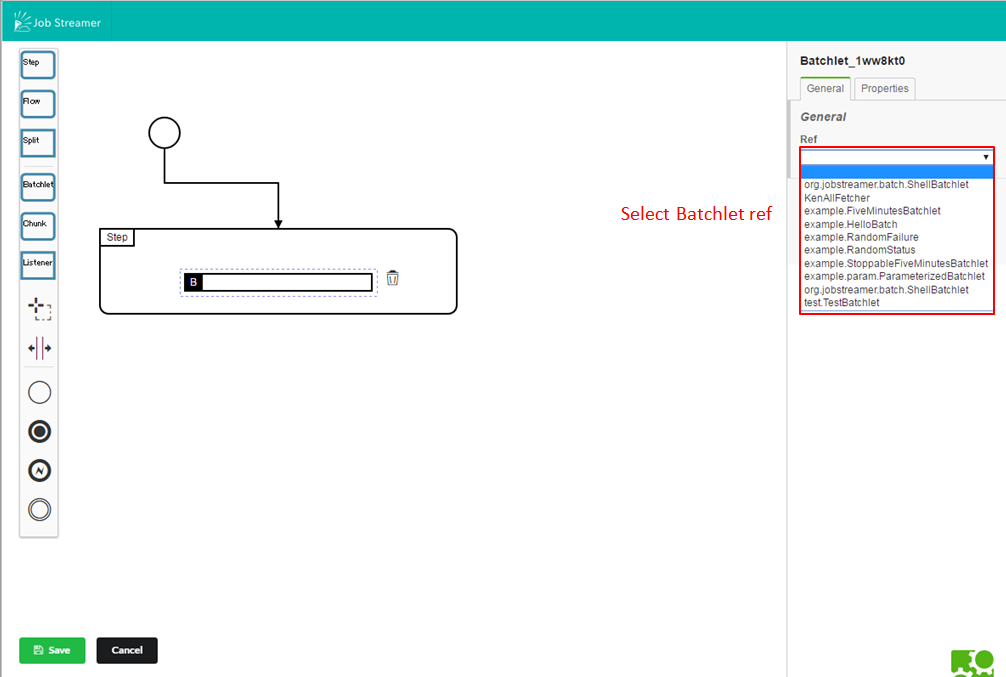 Job Streamer
Step
Flow
Split
Batchlet
Chunk
Listener
Step
B
Select Batchlet ref
Batchlet_1ww8kt0
General
Properties
General
Ref
org.jobstreamer.batch.ShellBatchlet
KenAllFetcher
example.FiveMinutesBatchlet
example.HelloBatch
example.RandomFailure
example.RandomStatus
example.StoppableFiveMinutesBatchlet
example.param.ParameterizedBatchlet
org.jobstreamer.batch.ShellBatchlet
test.TestBatchlet
Save
Cancel